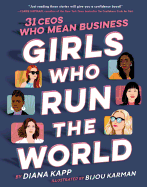 "Just reading these stories will give you a confidence boost!"
31 CEOS
WHO MEAN BUSINESS
GIRLS
WHO
RUN
THE
WORLD
BY DIANA KAPP
ILLUSTRATED BY BIJOU KARMAN